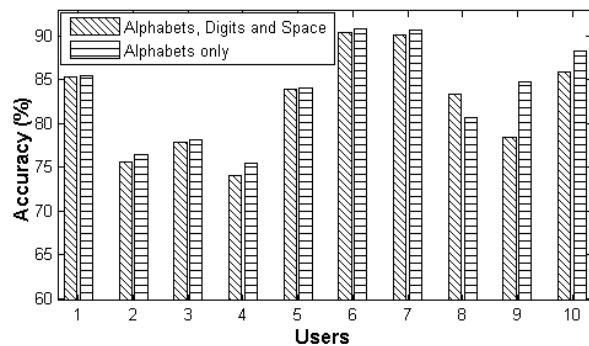 Alphabets, Digits and Space
Alphabets only
90
85
80
75
70
65
60
Accuracy (%)
1 2 3 4 5 6 7 8 9 10
Users